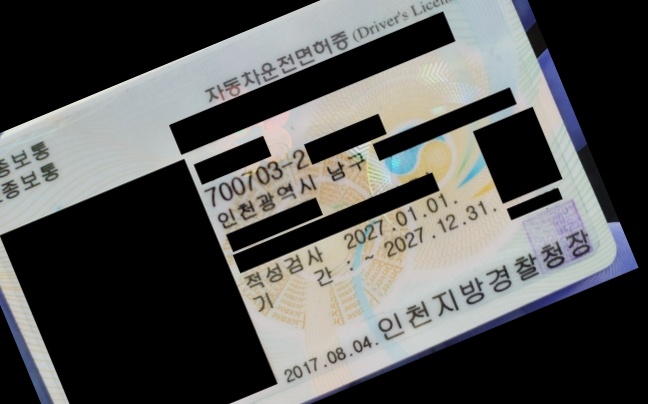 자동차운전면허증 (Driver's Licen
종보통
종보통
700703-2
인천광역시 남구
적성검사 2027.01.01.
기 간 : ~ 2027.12.31.
2017.08.04. 인천지방경찰청장